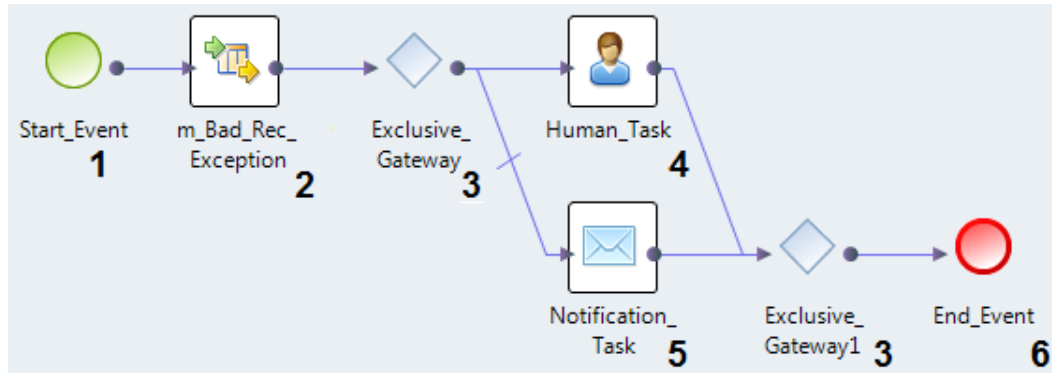 Start_Event
1
m_Bad_Rec_
Exception
2
Exclusive_
Gateway
3
Human_Task
4
Notification_
Task
5
Exclusive_
Gateway1
3
End_Event
6